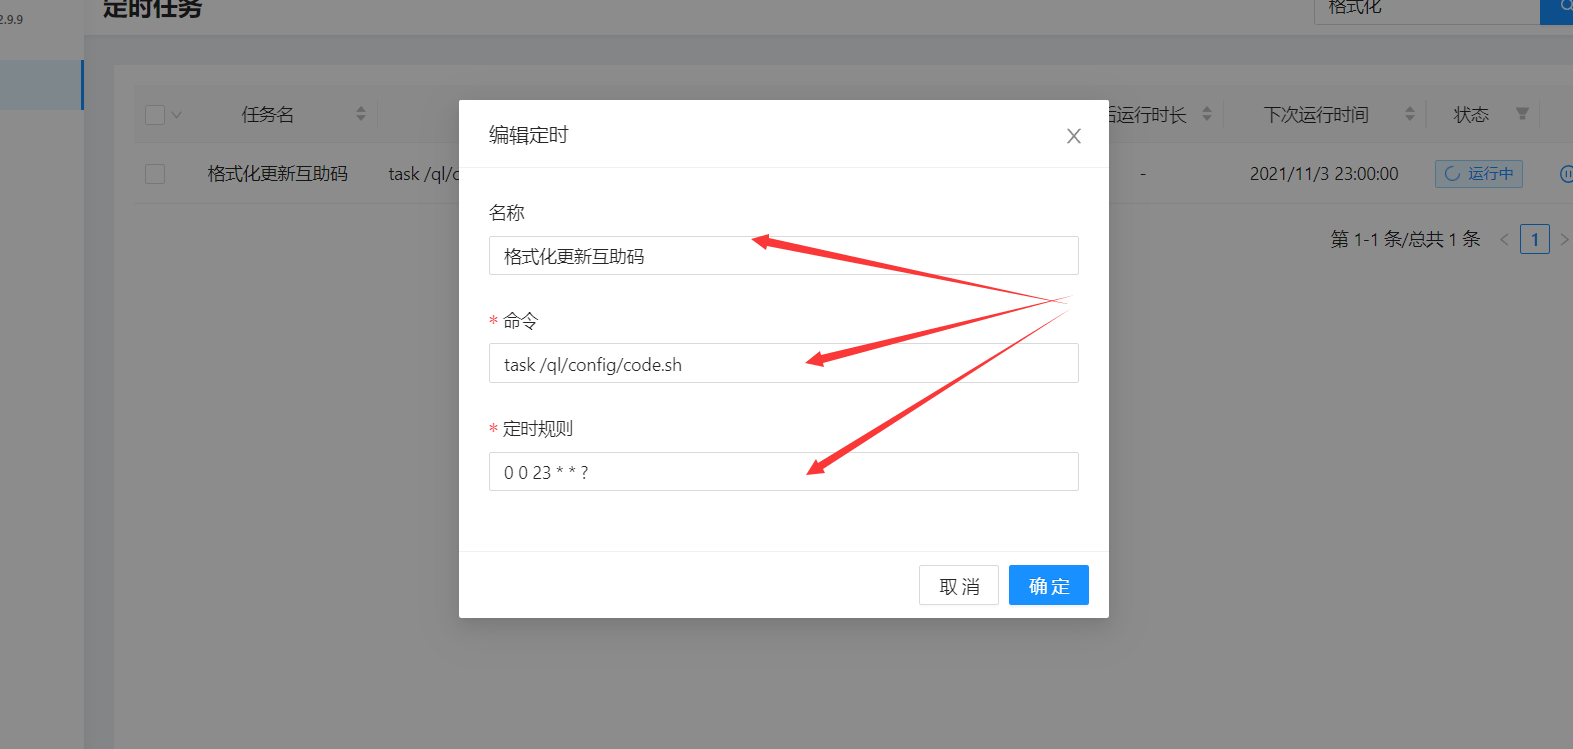 2.9.9
定时任务
格式化
任务名
后运行时长
下次运行时间
状态
格式化更新互助码
task /ql/c
-
2021/11/3 23:00:00
运行中
第 1-1 条/总共 1 条
1
编辑定时
名称
格式化更新互助码
* 命令
task /ql/config/code.sh
* 定时规则
0 0 23 * * ?
取 消
确 定